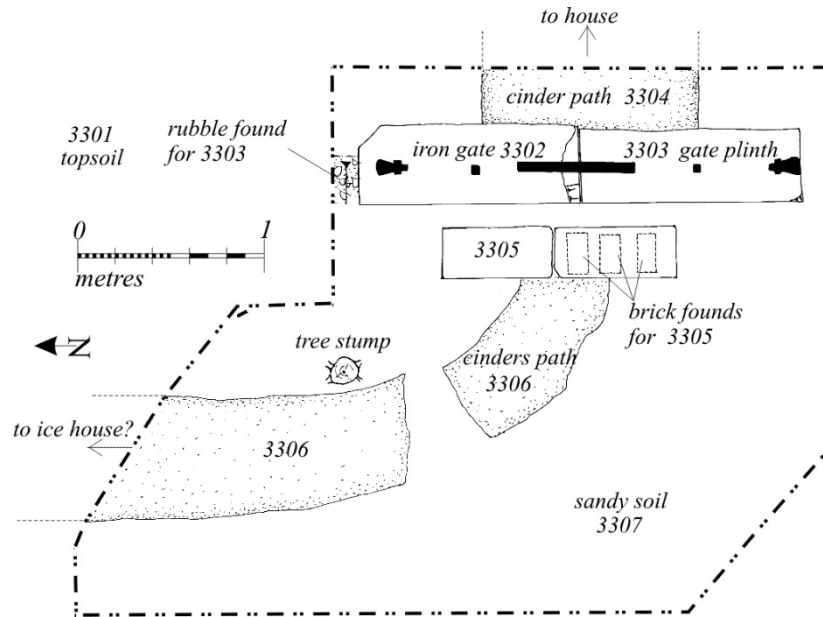 to house
cinder path 3304
3301
topsoil
rubble found
for 3303
iron gate 3302
3303 gate plinth
0
1
metres
3305
brick founds
for 3305
N
tree stump
cinders path
3306
to ice house?
3306
sandy soil
3307